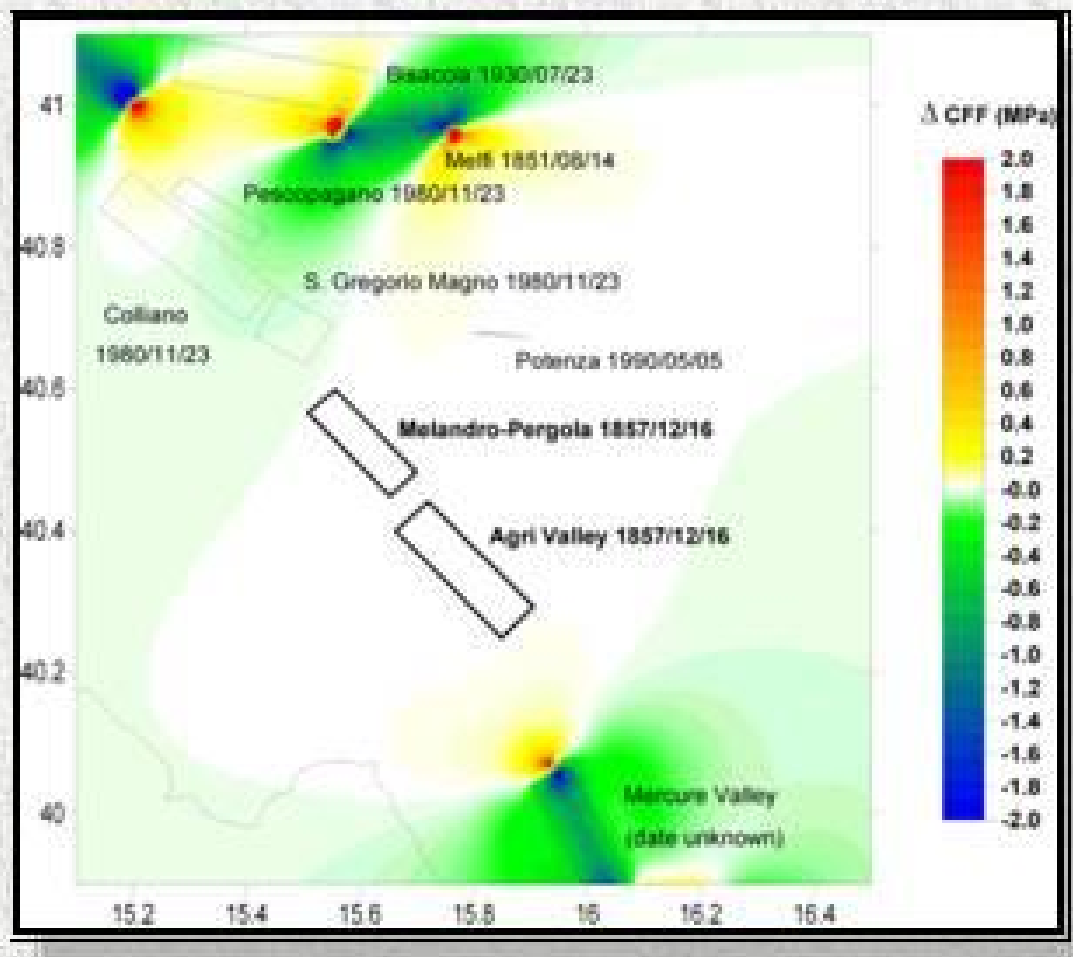 Bisaccia 1930/07/23
41
Δ CFF (MPa)
Melfi 1851/08/14
Pescopagano 1980/11/23
40.8
S. Gregorio Magno 1980/11/23
Colliano
1980/11/23
Potenza 1990/05/05
40.6
Melandro-Pergola 1857/12/16
40.4
Agri Valley 1857/12/16
40.2
40
Mercure Valley
(date unknown)
15.2 15.4 15.6 15.8 16 16.2 16.4
2.0
1.8
1.6
1.4
1.2
1.0
0.8
0.6
0.4
0.2
-0.0
-0.2
-0.4
-0.6
-0.8
-1.0
-1.2
-1.4
-1.6
-1.8
-2.0